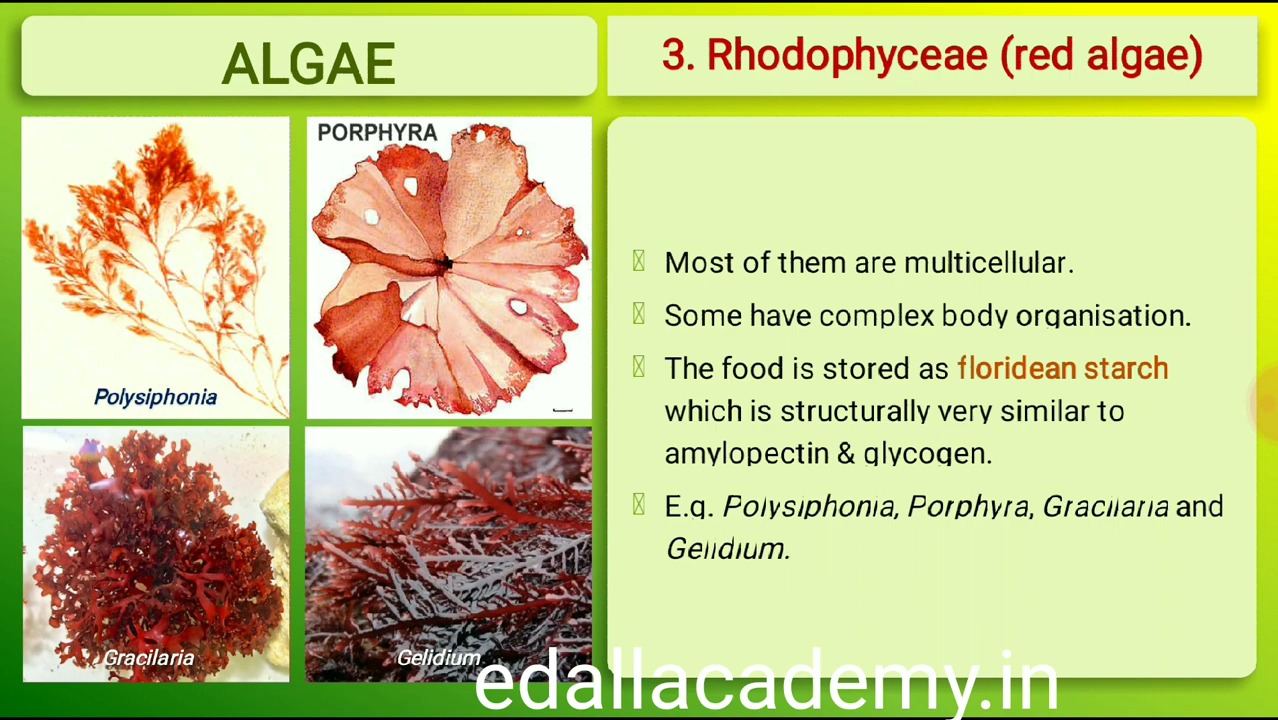 ALGAE
3. Rhodophyceae (red algae)
Polysiphonia
PORPHYRA
Gracilaria
Gelidium
Most of them are multicellular.
Some have complex body organisation.
The food is stored as floridean starch
which is structurally very similar to
amylopectin & glycogen.
E.g. Polysiphonia, Porphyra, Gracilaria and
Gelidium.
edallacademy.in